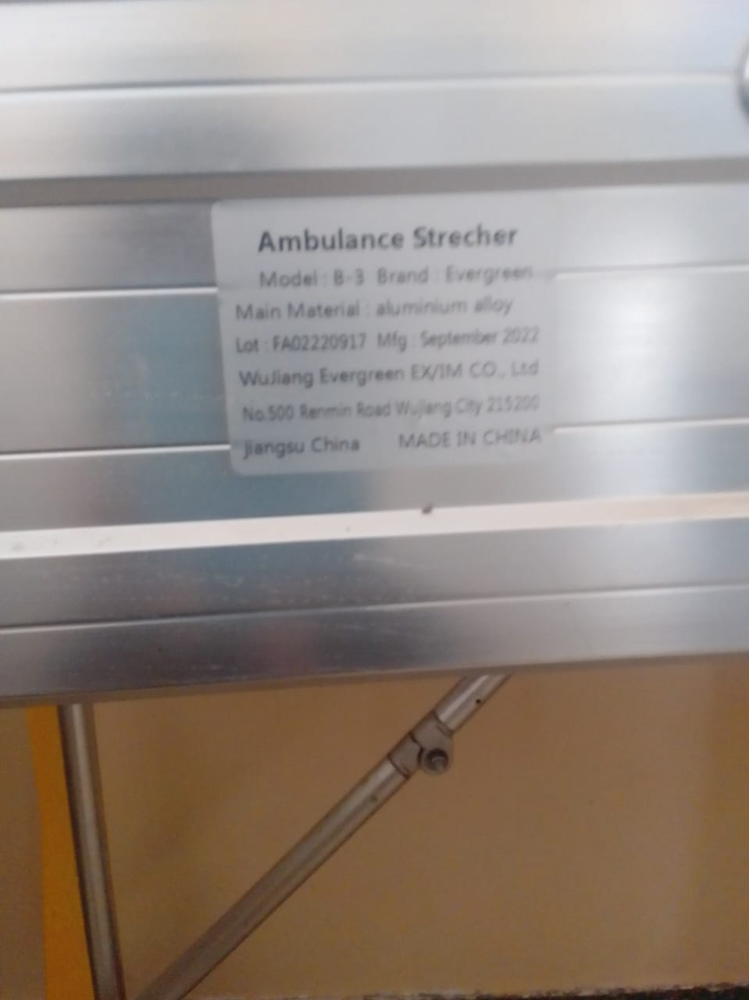 Ambulance Strecher
Model : B-3 Brand : Evergreen
Main Material : aluminium alloy
Lot : FA02220917 Mfg : September 2022
WuJiang Evergreen EX/IM CO., Ltd
No.500 Renmin Road Wujiang City 215200
Jiangsu China MADE IN CHINA